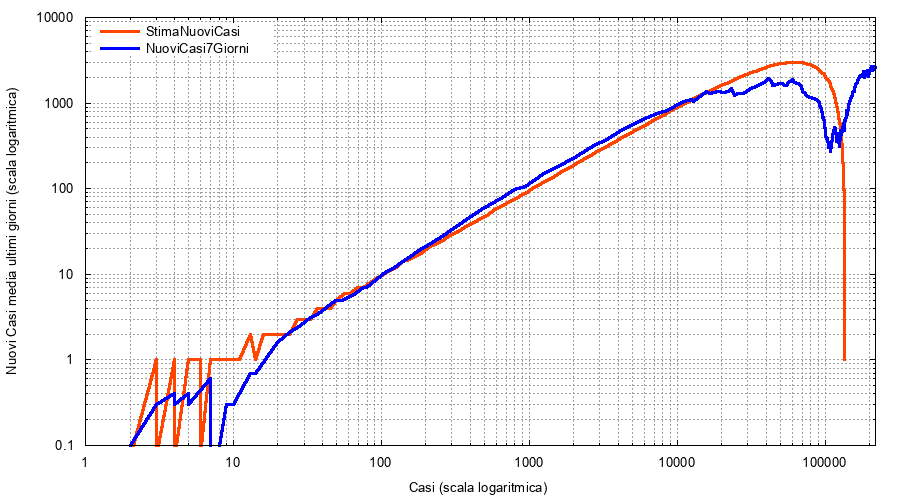 10000
StimaNuoviCasi
NuoviCasi7Giorni
1000
100
10
1
0.1
Nuovi Casi media ultimi giorni (scala logaritmica)
1 10 100 1000 10000 100000
Casi (scala logaritmica)